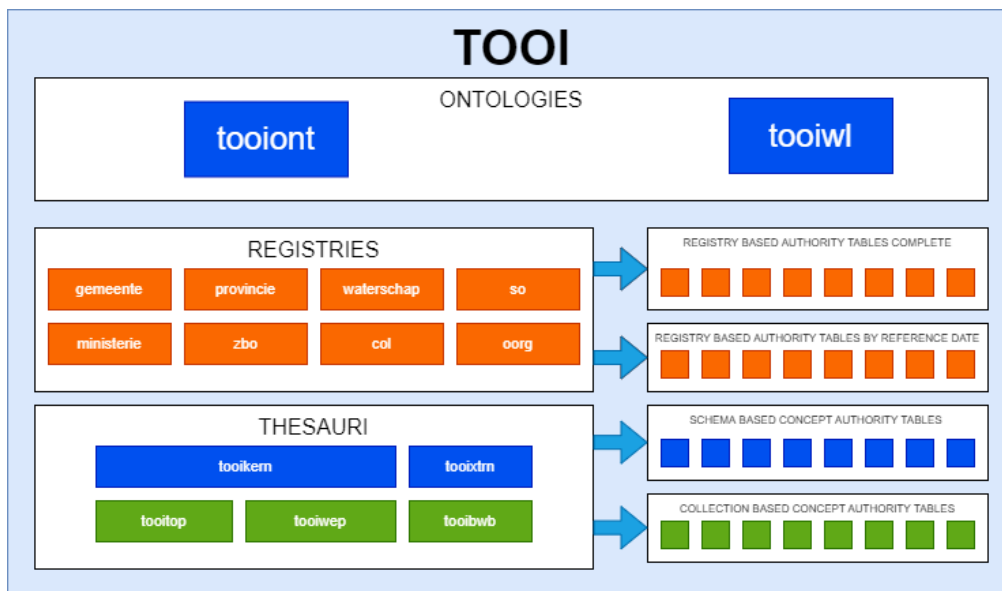 TOOI
ONTOLOGIES
tooiont
tooiwl
REGISTRIES
gemeente
provincie
waterschap
so
ministerie
zbo
col
oorg
REGISTRY BASED AUTHORITY TABLES COMPLETE
REGISTRY BASED AUTHORITY TABLES BY REFERENCE DATE
THESAURI
tooikern
tooixtrn
tooitop
tooiwep
tooibwb
SCHEMA BASED CONCEPT AUTHORITY TABLES
COLLECTION BASED CONCEPT AUTHORITY TABLES